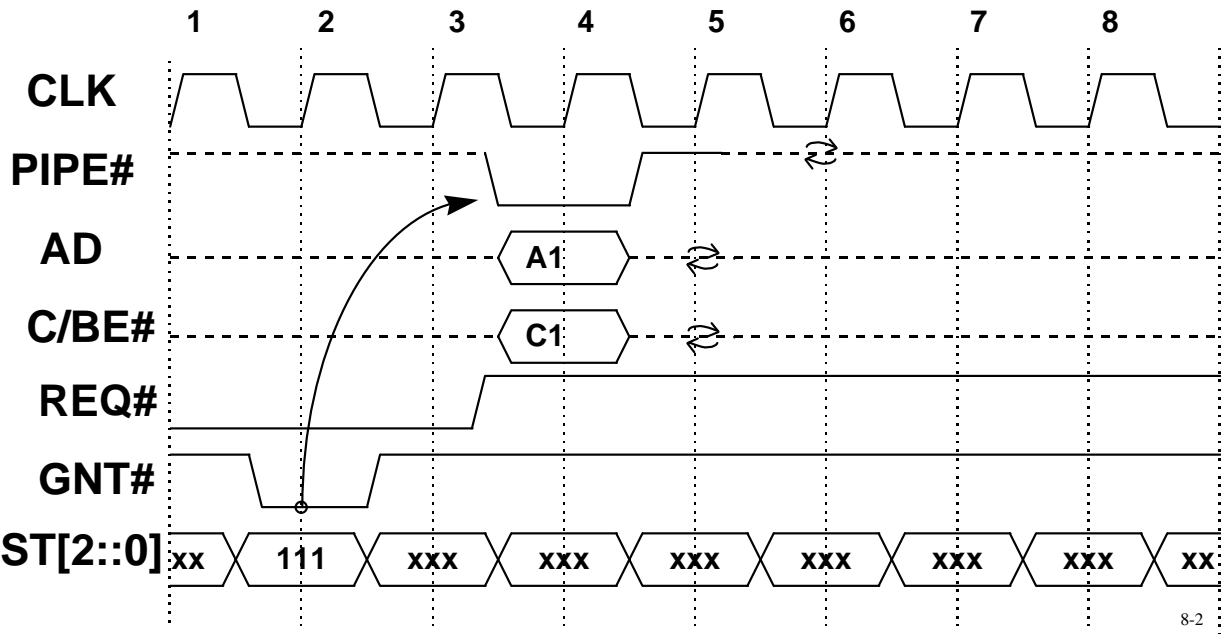 1 2 3 4 5 6 7 8
CLK
PIPE#
AD A1
C/BE# C1
REQ#
GNT#
ST[2::0] xx 111 xxx xxx xxx xxx xxx xxx xx
8-2